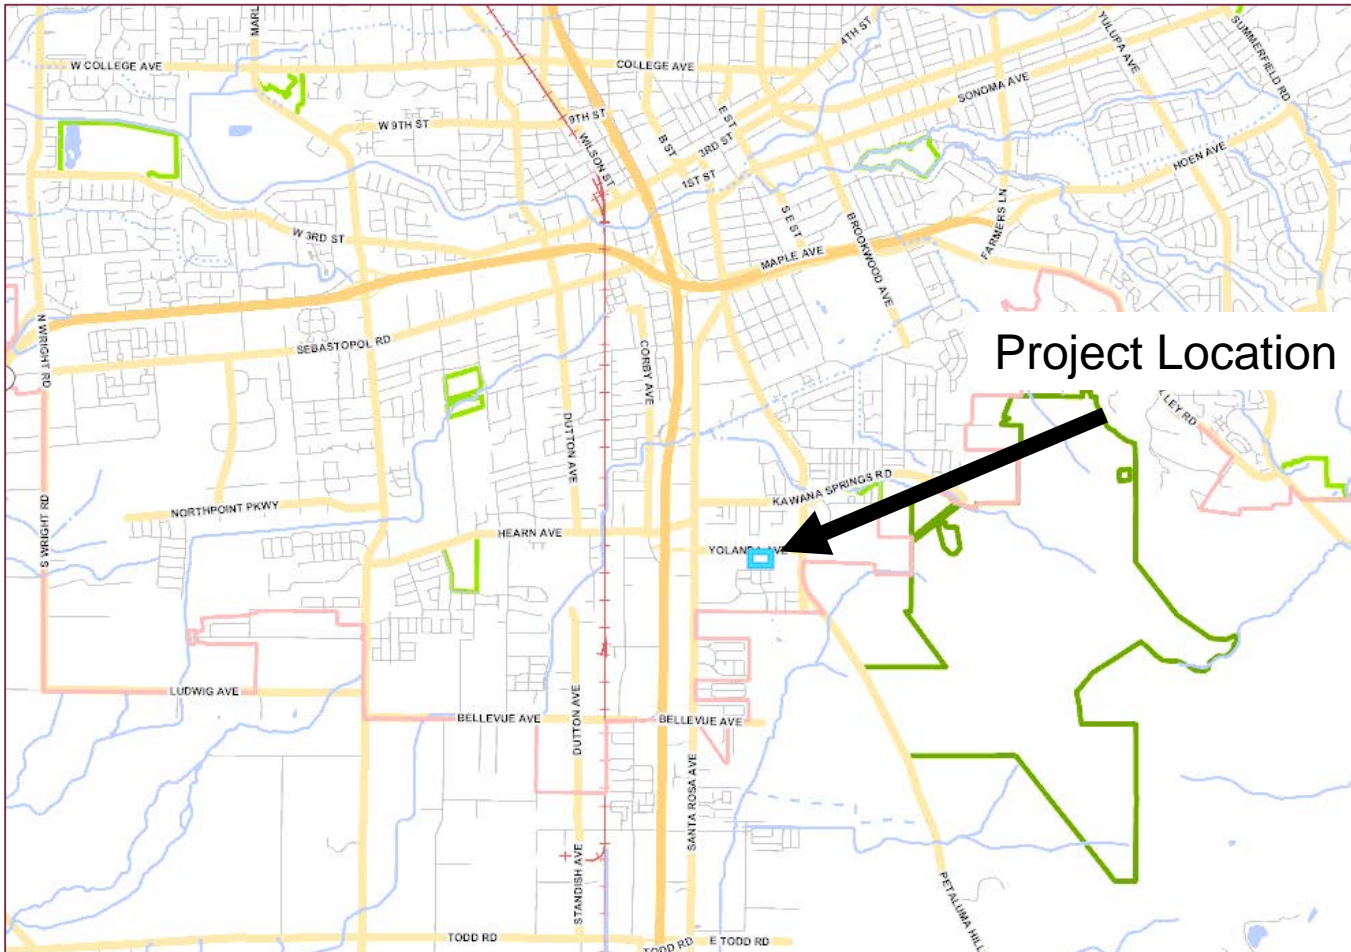 MARL
4TH ST
YULUPA AVE
SUMMERFIELD RD
W COLLEGE AVE
COLLEGE AVE
SONOMA AVE
W 9TH ST
9TH ST
E ST
B ST
3RD ST
WILSON ST
HOEN AVE
1ST ST
S E ST
FARMERS LN
W 3RD ST
BROOKWOOD AVE
MAPLE AVE
N WRIGHT RD
SEBASTOPOL RD
CORBY AVE
Project Location
LLEY RD
DUTTON AVE
KAWANA SPRINGS RD
NORTHPOINT PKWY
S WRIGHT RD
HEARN AVE
YOLANDA AVE
LUDWIG AVE
DUTTON AVE
BELLEVUE AVE
BELLEVUE AVE
SANTA ROSA AVE
STANDISH AVE
PETALUMA HILL
TODD RD
TODD RD
E TODD RD